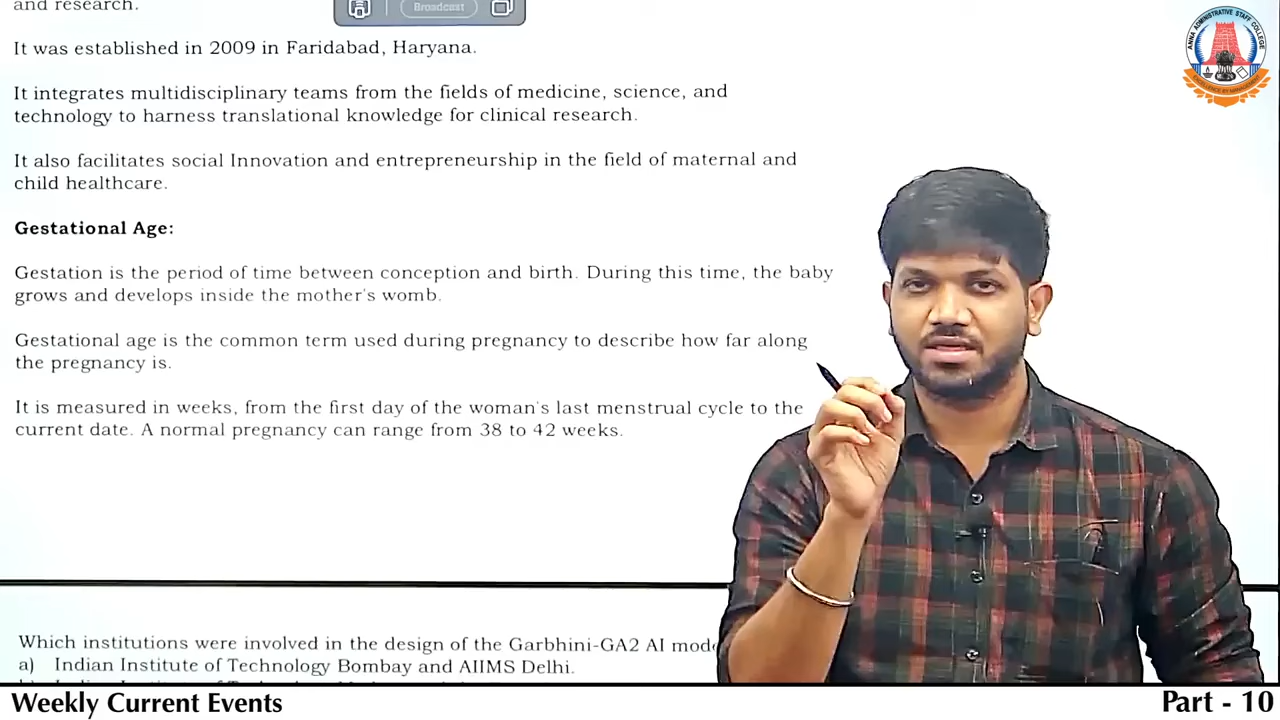 and research.
Broadcast
It was established in 2009 in Faridabad, Haryana.
It integrates multidisciplinary teams from the fields of medicine, science, and
technology to harness translational knowledge for clinical research.
It also facilitates social Innovation and entrepreneurship in the field of maternal and
child healthcare.
Gestational Age:
Gestation is the period of time between conception and birth. During this time, the baby
grows and develops inside the mother's womb.
Gestational age is the common term used during pregnancy to describe how far along
the pregnancy is.
It is measured in weeks, from the first day of the woman's last menstrual cycle to the
current date. A normal pregnancy can range from 38 to 42 weeks.
Which institutions were involved in the design of the Garbhini-GA2 AI
a) Indian Institute of Technology Bombay and AIIMS Delhi.
ANNA ADMINISTRATIVE STAFF COLLEGE
Weekly Current Events
Part - 10